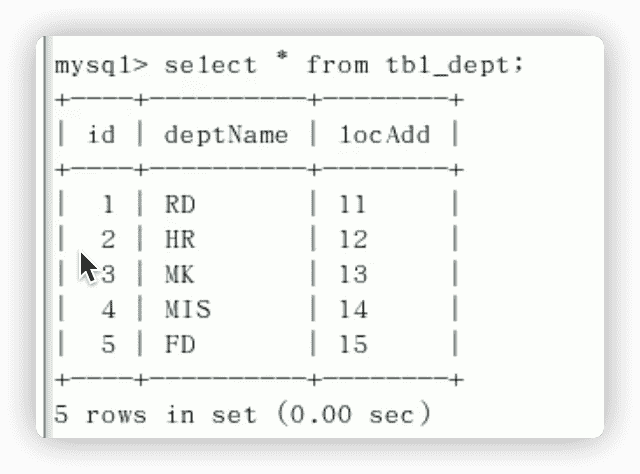 mysql> select * from tbl_dept;
+----+----------+--------+
| id | deptName | locAdd |
+----+----------+--------+
| 1 | RD | 11 |
| 2 | HR | 12 |
| 3 | MK | 13 |
| 4 | MIS | 14 |
| 5 | FD | 15 |
+----+----------+--------+
5 rows in set (0.00 sec)